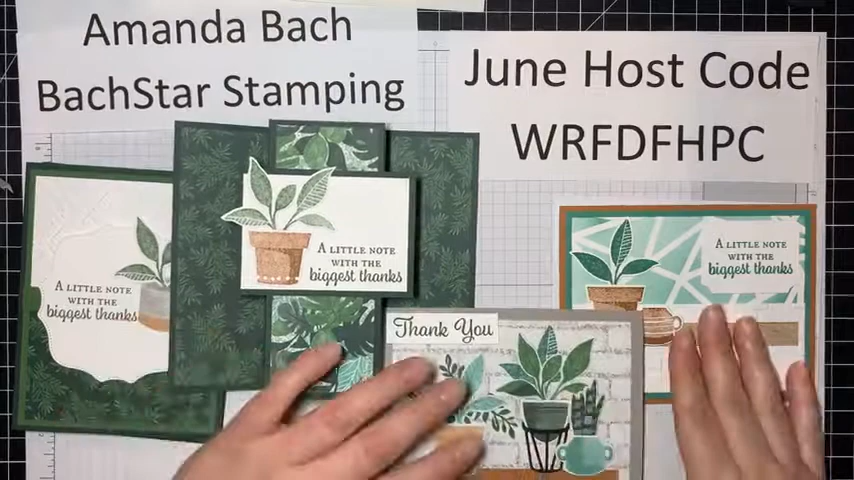 Amanda Bach
BachStar Stamping
June Host Code
WRFDFHPC
A LITTLE NOTE
WITH THE
biggest thanks
A LITTLE NOTE
WITH THE
biggest thanks
A LITTLE NOTE
WITH THE
biggest thanks
Thank You